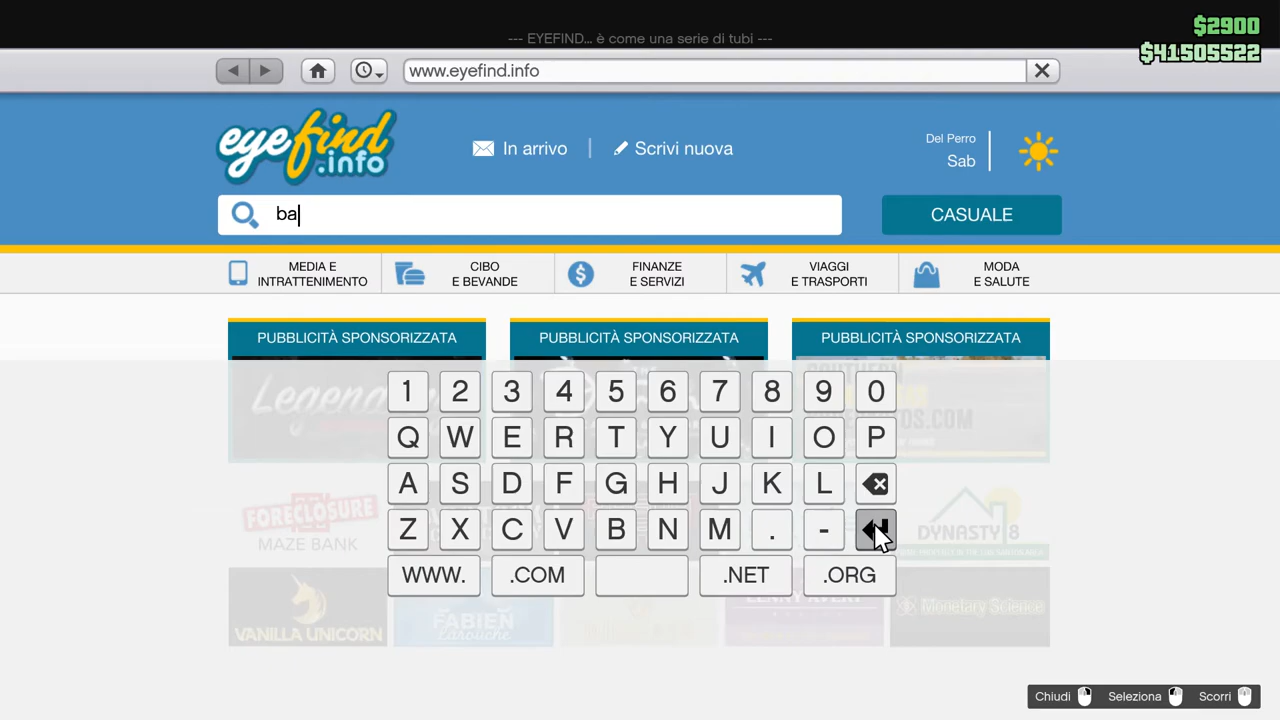 --- EYEFIND... è come una serie di tubi ---
$2900
$41505522
www.eyefind.info
eyefind.info
In arrivo
Scrivi nuova
Del Perro
Sab
ba
CASUALE
MEDIA E
INTRATTENIMENTO
CIBO
E BEVANDE
FINANZE
E SERVIZI
VIAGGI
E TRASPORTI
MODA
E SALUTE
PUBBLICITÀ SPONSORIZZATA
PUBBLICITÀ SPONSORIZZATA
PUBBLICITÀ SPONSORIZZATA
1 2 3 4 5 6 7 8 9 0
Q W E R T Y U I O P
A S D F G H J K L
Z X C V B N M . -
WWW. .COM .NET .ORG
FORECLOSURE
MAZE BANK
DYNASTY 8
VANILLA UNICORN
FABIEN
Larouche
Monetary Science
Chiudi Seleziona Scorri